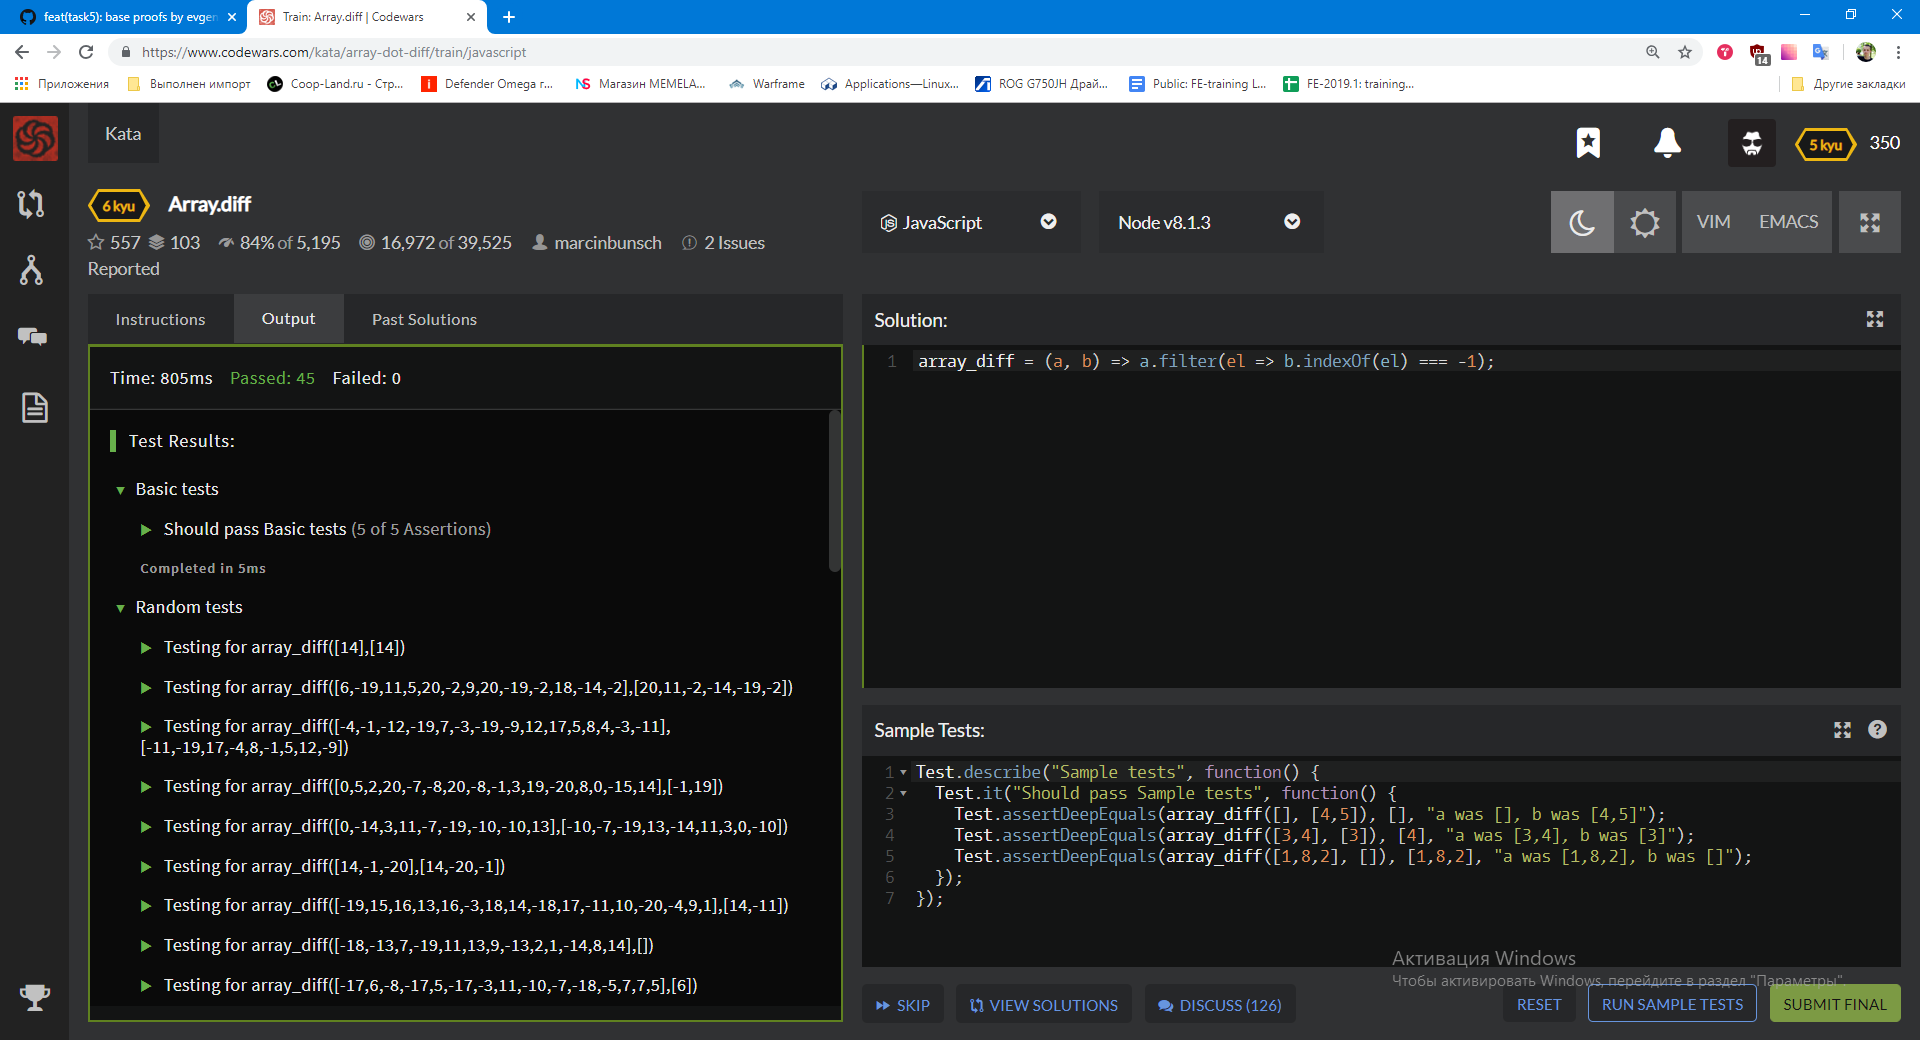 feat(task5): base proofs by evgen
Train: Array.diff | Codewars
https://www.codewars.com/kata/array-dot-diff/train/javascript
14
Приложения
Выполнен импорт
Coop-Land.ru - Стр...
Defender Omega r...
NS
Магазин MEMELA...
Warframe
Applications—Linux...
ROG G750JH Драй...
Public: FE-training L...
FE-2019.1: training...
Другие закладки
Kata
5 kyu
350
6 kyu
Array.diff
557
103
84% of 5,195
16,972 of 39,525
marcinbunsch
2 Issues
Reported
JavaScript
Node v8.1.3
VIM
EMACS
Instructions
Output
Past Solutions
Time: 805ms Passed: 45 Failed: 0
Test Results:
Basic tests
Should pass Basic tests (5 of 5 Assertions)
Completed in 5ms
Random tests
Testing for array_diff([14],[14])
Testing for array_diff([6,-19,11,5,20,-2,9,20,-19,-2,18,-14,-2],[20,11,-2,-14,-19,-2])
Testing for array_diff([-4,-1,-12,-19,7,-3,-19,-9,12,17,5,8,4,-3,-11],
[-11,-19,17,-4,8,-1,5,12,-9])
Testing for array_diff([0,5,2,20,-7,-8,20,-8,-1,3,19,-20,8,0,-15,14],[-1,19])
Testing for array_diff([0,-14,3,11,-7,-19,-10,-10,13],[-10,-7,-19,13,-14,11,3,0,-10])
Testing for array_diff([14,-1,-20],[14,-20,-1])
Testing for array_diff([-19,15,16,13,16,-3,18,14,-18,17,-11,10,-20,-4,9,1],[14,-11])
Testing for array_diff([-18,-13,7,-19,11,13,9,-13,2,1,-14,8,14],[])
Testing for array_diff([-17,6,-8,-17,5,-17,-3,11,-10,-7,-18,-5,7,7,5],[6])
Solution:
1 array_diff = (a, b) => a.filter(el => b.indexOf(el) === -1);
Sample Tests:
1 Test.describe("Sample tests", function() {
2 Test.it("Should pass Sample tests", function() {
3 Test.assertDeepEquals(array_diff([], [4,5]), [], "a was [], b was [4,5]");
4 Test.assertDeepEquals(array_diff([3,4], [3]), [4], "a was [3,4], b was [3]");
5 Test.assertDeepEquals(array_diff([1,8,2], []), [1,8,2], "a was [1,8,2], b was []");
6 });
7 });
Активация Windows
Чтобы активировать Windows, перейдите в раздел "Параметры".
SKIP
VIEW SOLUTIONS
DISCUSS (126)
RESET
RUN SAMPLE TESTS
SUBMIT FINAL